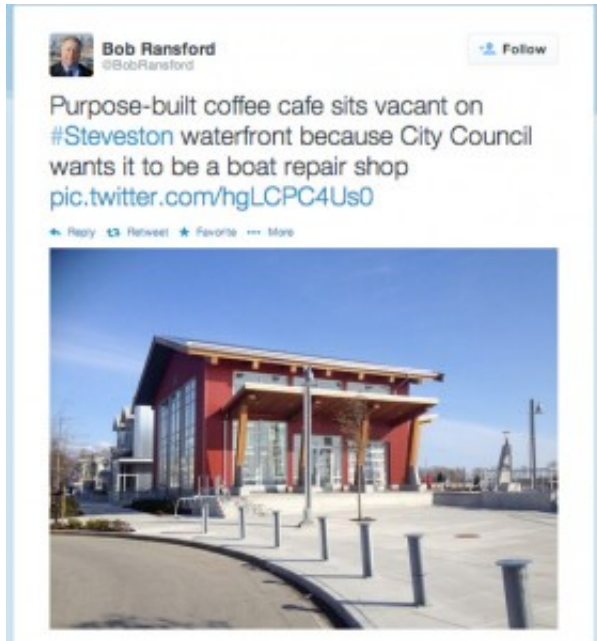 Bob Ransford
@BobRansford
Follow
Purpose-built coffee cafe sits vacant on
#Steveston waterfront because City Council
wants it to be a boat repair shop
pic.twitter.com/hgLCPC4Us0
Reply Retweet Favorite More